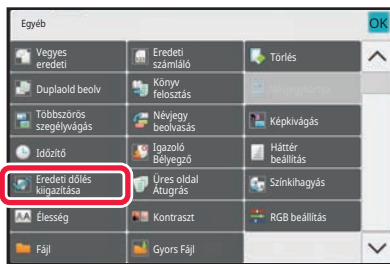 Egyéb
OK
Vegyes
eredeti
Eredeti
számláló
Törlés
Duplaold beolv
Könyv
felosztás
Névjegykártya
Többszörös
szegélyvágás
Névjegy
beolvasás
Képkivágás
Időzítő
Igazoló
Bélyegző
Háttér
beállítás
Eredeti dőlés
kiigazítása
Üres oldal
Átugrás
Színkihagyás
Élesség
Kontraszt
RGB beállítás
Fájl
Gyors Fájl